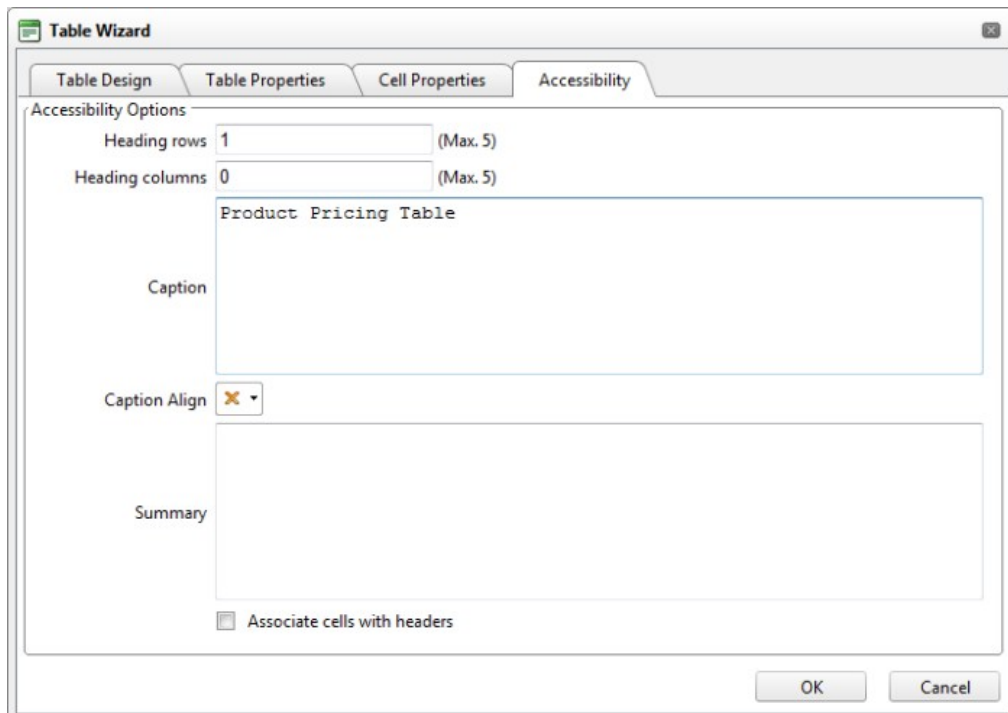 Table Wizard
Table Design Table Properties Cell Properties Accessibility
Accessibility Options
Heading rows 1 (Max. 5)
Heading columns 0 (Max. 5)
Product Pricing Table
Caption
Caption Align
Summary
Associate cells with headers
OK Cancel